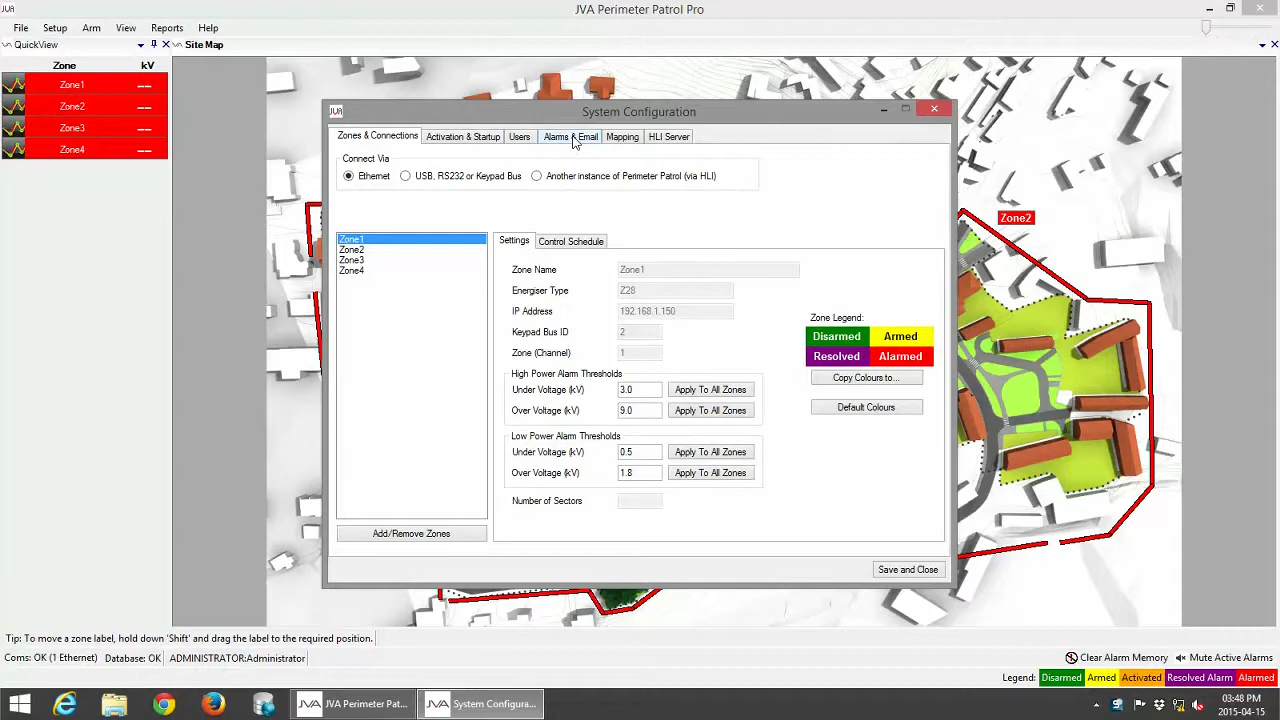 JVA
JVA Perimeter Patrol Pro
File Setup Arm View Reports Help
QuickView
Site Map
Zone kV
Zone1 --
Zone2 --
Zone3 --
Zone4 --
Zone2
JVA
System Configuration
Zones & Connections Activation & Startup Users Alarms & Email Mapping HLI Server
Connect Via
Ethernet USB, RS232 or Keypad Bus Another instance of Perimeter Patrol (via HLI)
Zone1
Zone2
Zone3
Zone4
Add/Remove Zones
Settings Control Schedule
Zone Name Zone1
Energiser Type Z28
IP Address 192.168.1.150
Keypad Bus ID 2
Zone (Channel) 1
High Power Alarm Thresholds
Under Voltage (kV) 3.0 Apply To All Zones
Over Voltage (kV) 9.0 Apply To All Zones
Low Power Alarm Thresholds
Under Voltage (kV) 0.5 Apply To All Zones
Over Voltage (kV) 1.8 Apply To All Zones
Number of Sectors
Zone Legend:
Disarmed Armed
Resolved Alarmed
Copy Colours to...
Default Colours
Save and Close
Tip: To move a zone label, hold down 'Shift' and drag the label to the required position.
Coms: OK (1 Ethernet) Database: OK ADMINISTRATOR:Administrator
Clear Alarm Memory Mute Active Alarms
Legend: Disarmed Armed Activated Resolved Alarm Alarmed
JVA JVA Perimeter Pat...
JVA System Configura...
03:48 PM
2015-04-15